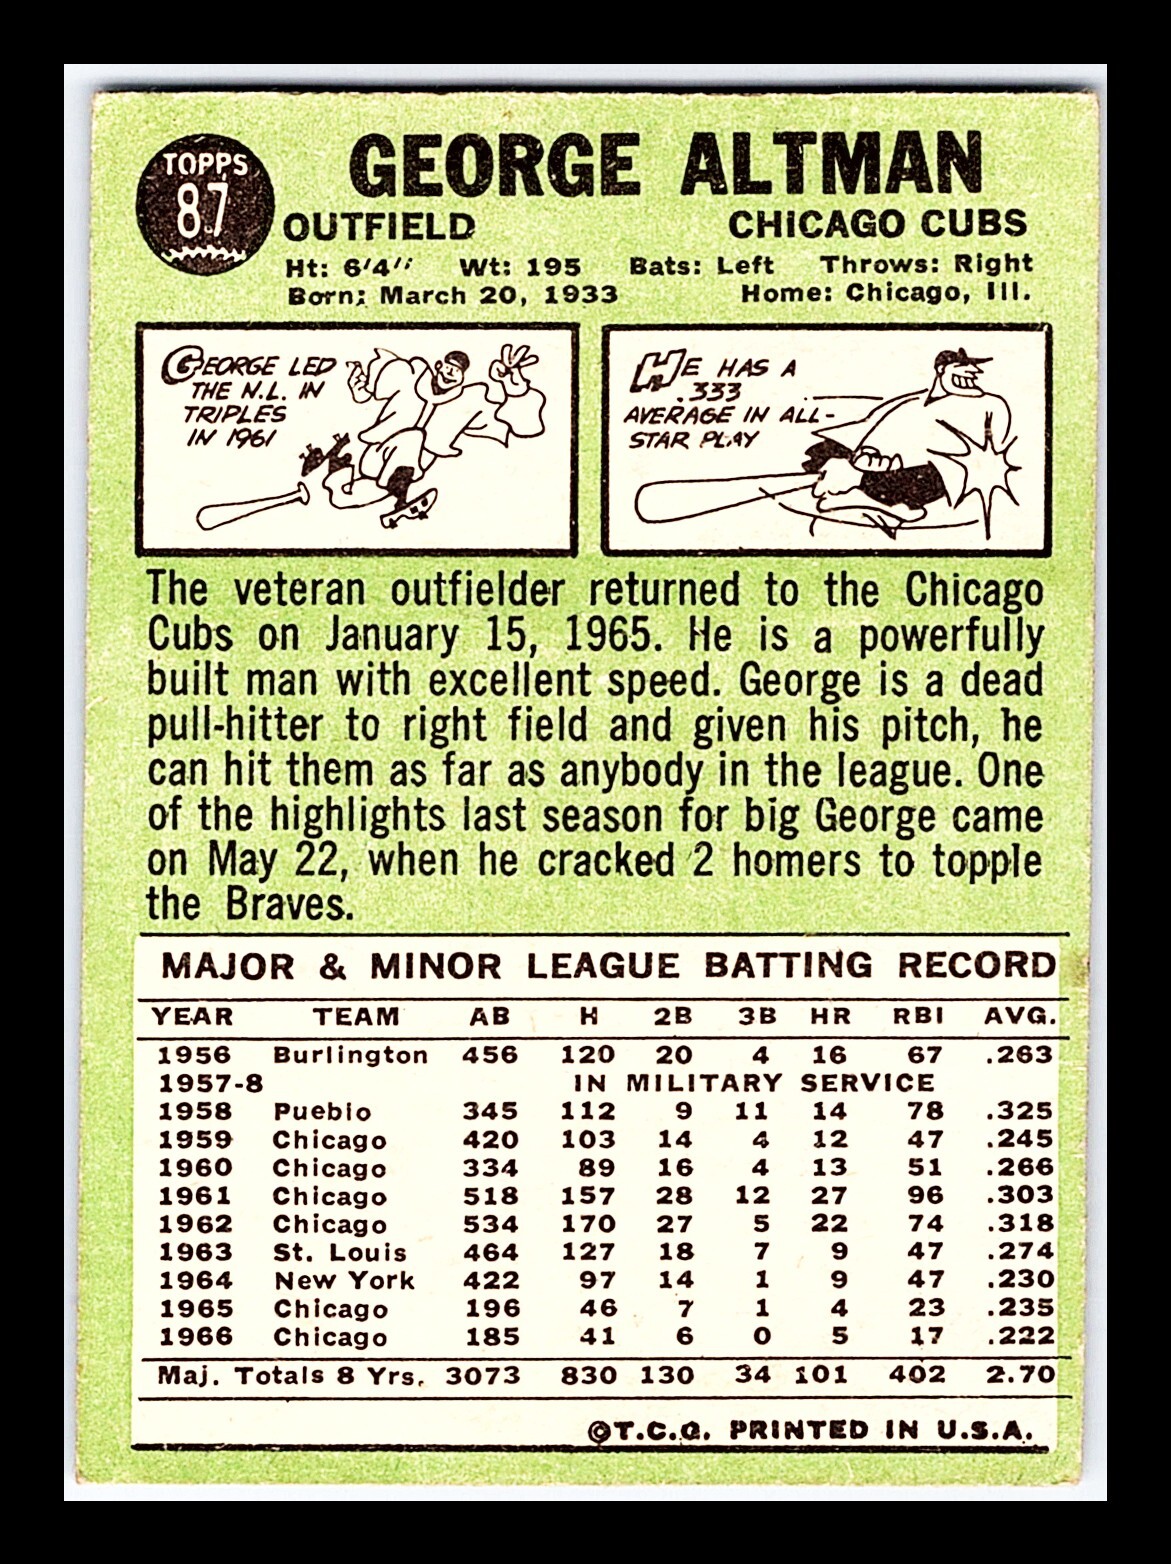 TOPPS
87
GEORGE ALTMAN
OUTFIELD CHICAGO CUBS
Ht: 6'4" Wt: 195 Bats: Left Throws: Right
Born: March 20, 1933 Home: Chicago, Ill.
GEORGE LED
THE N.L. IN
TRIPLES
IN 1961
HE HAS A
.333
AVERAGE IN ALL-
STAR PLAY
The veteran outfielder returned to the Chicago
Cubs on January 15, 1965. He is a powerfully
built man with excellent speed. George is a dead
pull-hitter to right field and given his pitch, he
can hit them as far as anybody in the league. One
of the highlights last season for big George came
on May 22, when he cracked 2 homers to topple
the Braves.
MAJOR & MINOR LEAGUE BATTING RECORD
YEAR TEAM AB H 2B 3B HR RBI AVG.
1956 Burlington 456 120 20 4 16 67 .263
1957-8 IN MILITARY SERVICE
1958 Pueblo 345 112 9 11 14 78 .325
1959 Chicago 420 103 14 4 12 47 .245
1960 Chicago 334 89 16 4 13 51 .266
1961 Chicago 518 157 28 12 27 96 .303
1962 Chicago 534 170 27 5 22 74 .318
1963 St. Louis 464 127 18 7 9 47 .274
1964 New York 422 97 14 1 9 47 .230
1965 Chicago 196 46 7 1 4 23 .235
1966 Chicago 185 41 6 0 5 17 .222
Maj. Totals 8 Yrs. 3073 830 130 34 101 402 2.70
©T.C.G. PRINTED IN U.S.A.